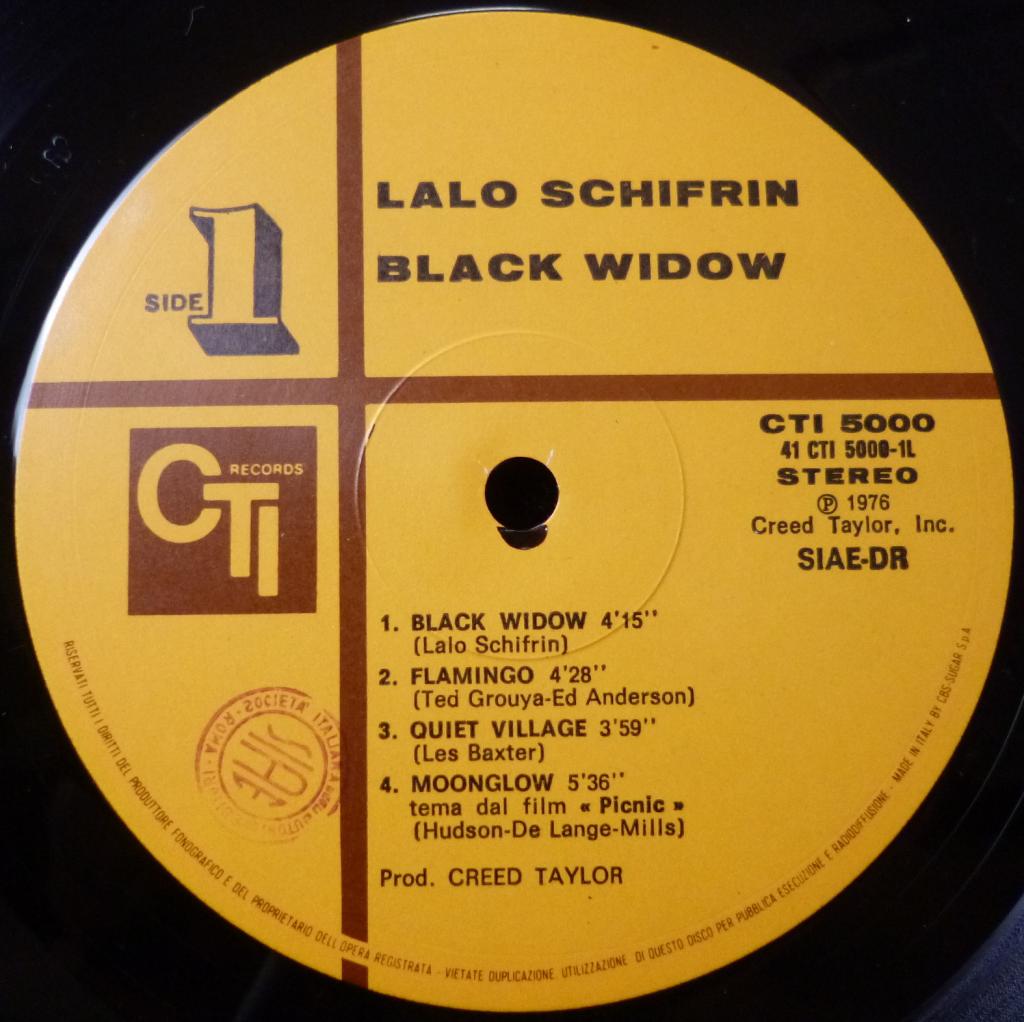 LALO SCHIFRIN
BLACK WIDOW
SIDE 1
CTI RECORDS
CTI 5000
41 CTI 5000-1L
STEREO
Ⓟ 1976
Creed Taylor, Inc.
SIAE-DR
1. BLACK WIDOW 4'15''
(Lalo Schifrin)
2. FLAMINGO 4'28''
(Ted Grouya-Ed Anderson)
3. QUIET VILLAGE 3'59''
(Les Baxter)
4. MOONGLOW 5'36''
tema dal film « Picnic »
(Hudson-De Lange-Mills)
Prod. CREED TAYLOR
SIAE
ROMA · SOCIETA' ITALIANA
RISERVATI TUTTI I DIRITTI DEL PRODUTTORE FONOGRAFICO E DEL PROPRIETARIO DELL OPERA REGISTRATA - VIETATE DUPLICAZIONE. UTILIZZAZIONE DI QUESTO DISCO PER PUBBLICA ESECUZIONE E RADIODIFFUSIONE - MADE IN ITALY BY CBS-SUGAR S.p.A